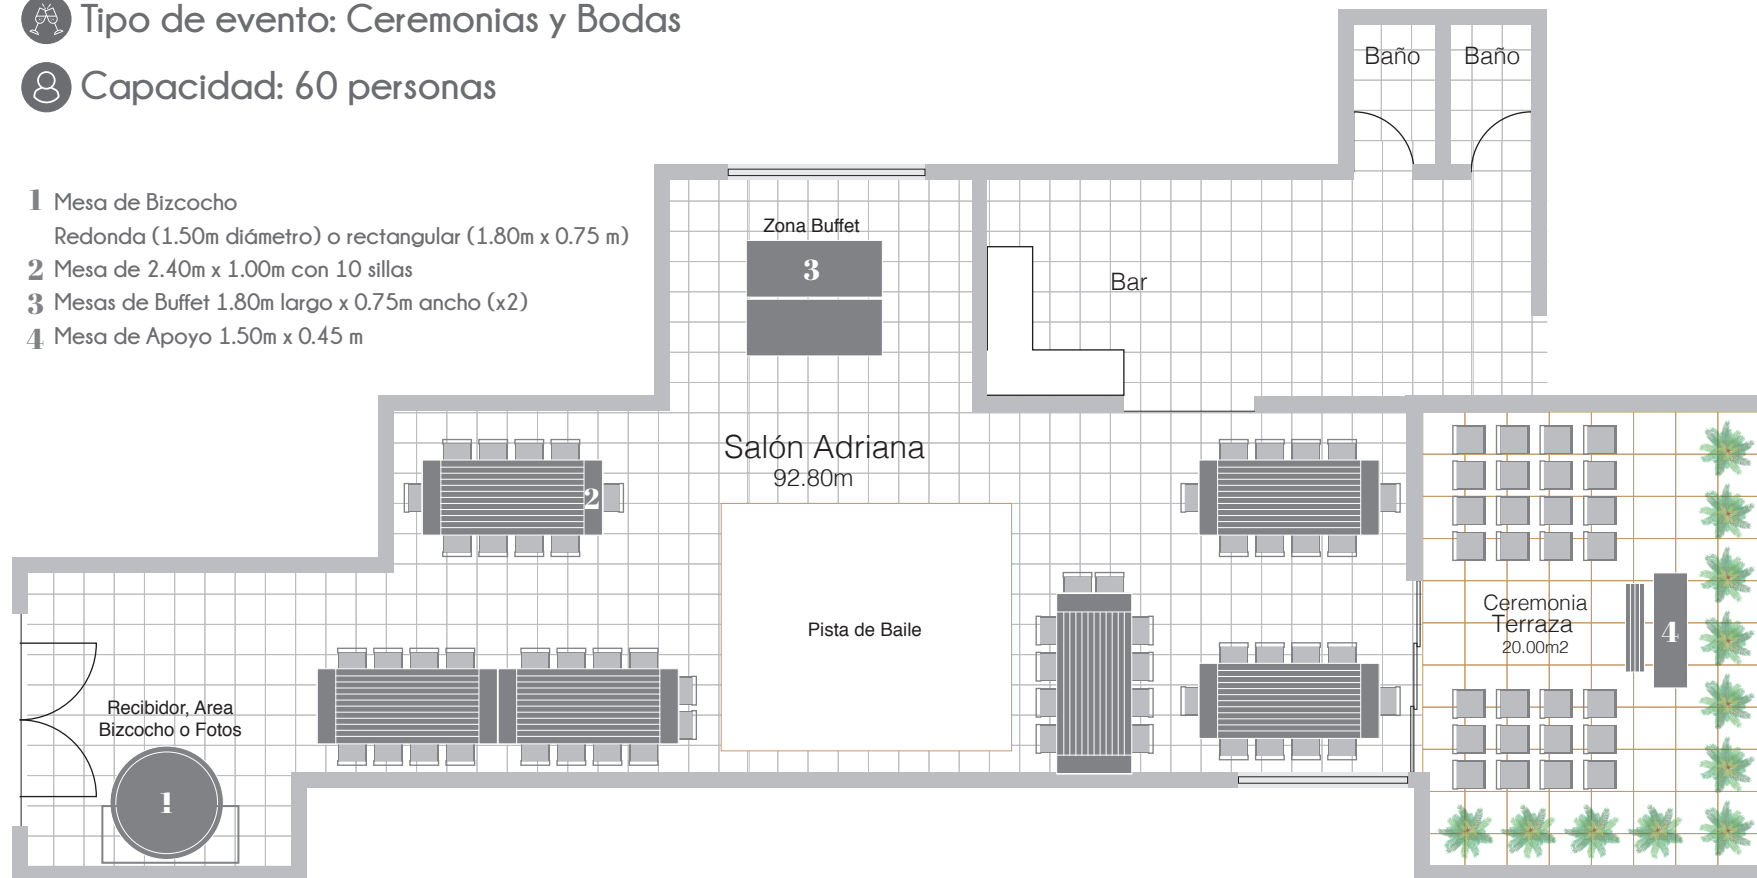 Tipo de evento: Ceremonias y Bodas
Capacidad: 60 personas
1 Mesa de Bizcocho
Redonda (1.50m diámetro) o rectangular (1.80m x 0.75 m)
2 Mesa de 2.40m x 1.00m con 10 sillas
3 Mesas de Buffet 1.80m largo x 0.75m ancho (x2)
4 Mesa de Apoyo 1.50m x 0.45 m
Baño
Baño
Zona Buffet
3
Bar
Salón Adriana
92.80m
2
Pista de Baile
Ceremonia
Terraza
20.00m2
4
Recibidor, Area
Bizcocho o Fotos
1